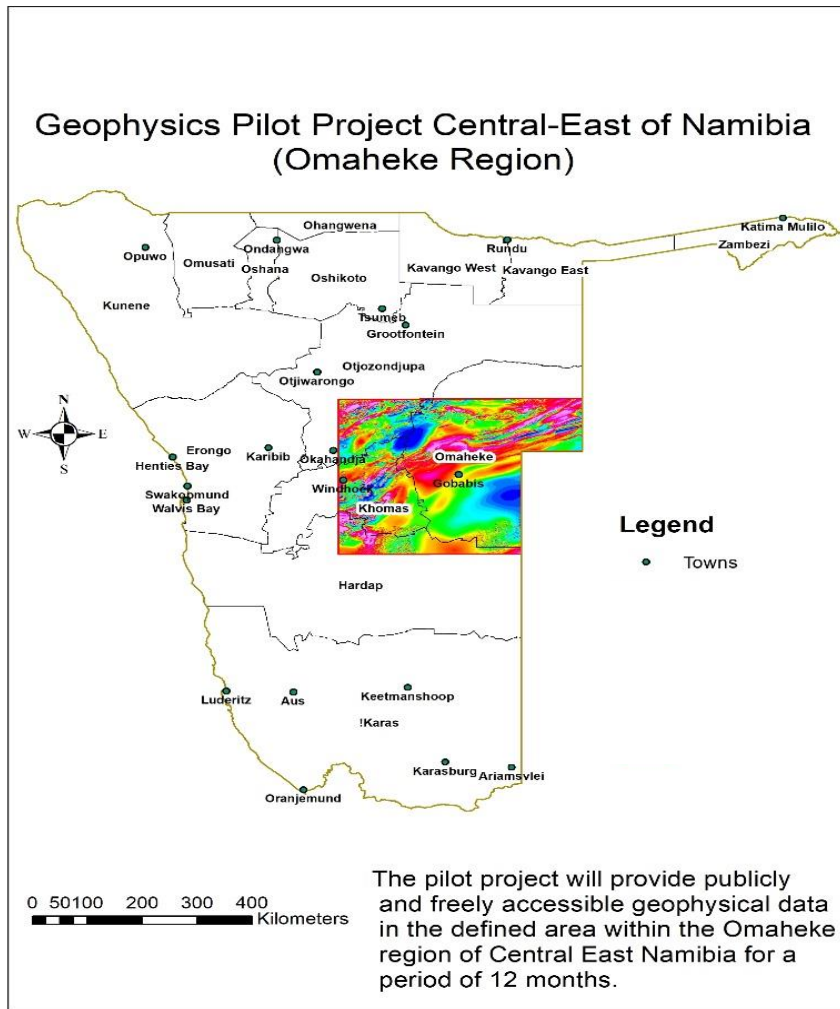 Geophysics Pilot Project Central-East of Namibia
(Omaheke Region)
Ohangwena
Katima Mulilo
Opuwo
Omusati
Ondangwa
Oshana
Oshikoto
Rundu
Zambezi
Kavango West
Kavango East
Kunene
Tsumeb
Grootfontein
Otjozondjupa
Otjiwarongo
N
W
E
S
Erongo
Karibib
Okahandja
Omaheke
Henties Bay
Windhoek
Gobabis
Swakopmund
Walvis Bay
Khomas
Legend
Towns
Hardap
Luderitz
Aus
Keetmanshoop
!Karas
Karasburg
Ariamsvlei
Oranjemund
0 50 100 200 300 400
Kilometers
The pilot project will provide publicly
and freely accessible geophysical data
in the defined area within the Omaheke
region of Central East Namibia for a
period of 12 months.